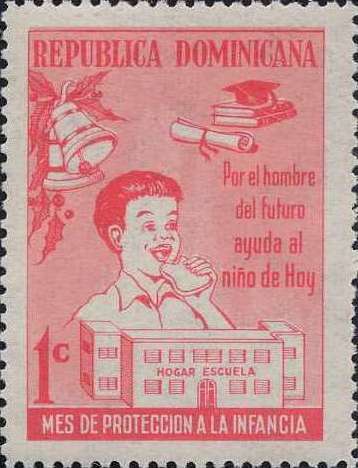 REPUBLICA DOMINICANA
Por el hombre
del futuro
ayuda al
niño de Hoy
1c
HOGAR ESCUELA
MES DE PROTECCION A LA INFANCIA